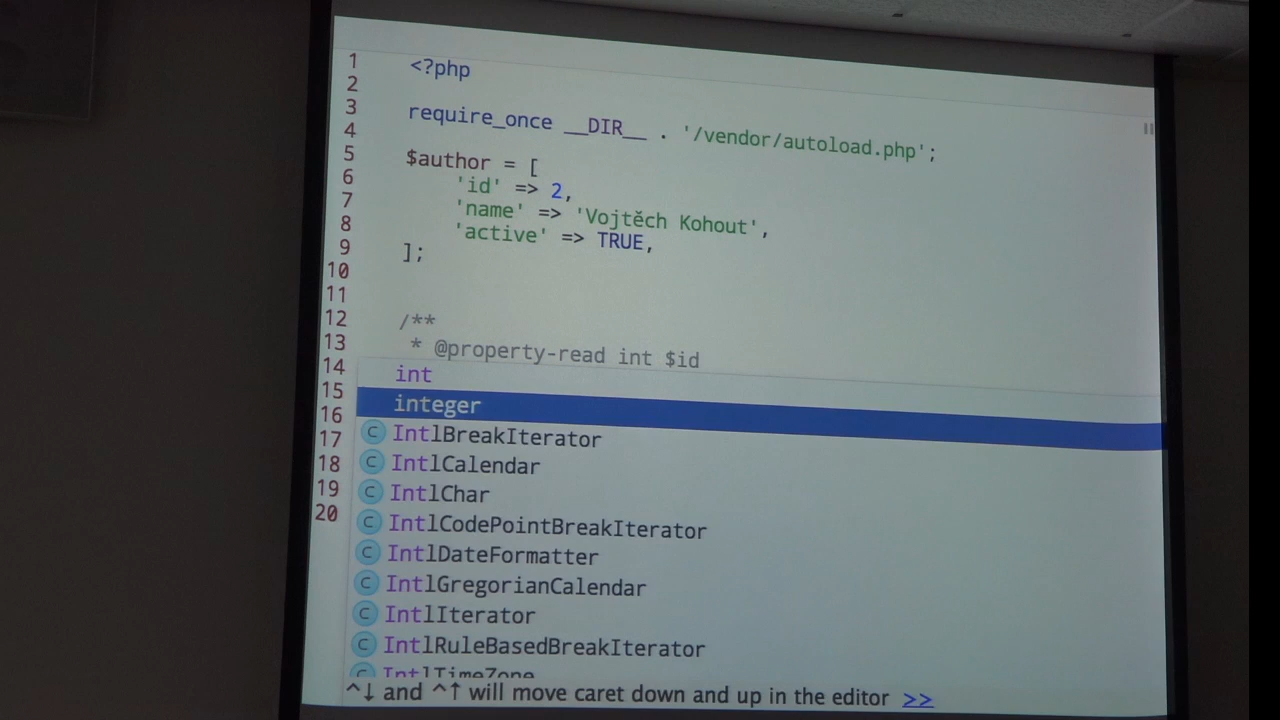 1 <?php
2
3 require_once __DIR__ . '/vendor/autoload.php';
4
5 $author = [
6 'id' => 2,
7 'name' => 'Vojtěch Kohout',
8 'active' => TRUE,
9 ];
10
11
12 /**
13 * @property-read int $id
14 int
15 integer
16 IntlBreakIterator
17 IntlCalendar
18 IntlChar
19 IntlCodePointBreakIterator
20 IntlDateFormatter
IntlGregorianCalendar
IntlIterator
IntlRuleBasedBreakIterator
IntlTimeZone
^↓ and ^↑ will move caret down and up in the editor >>